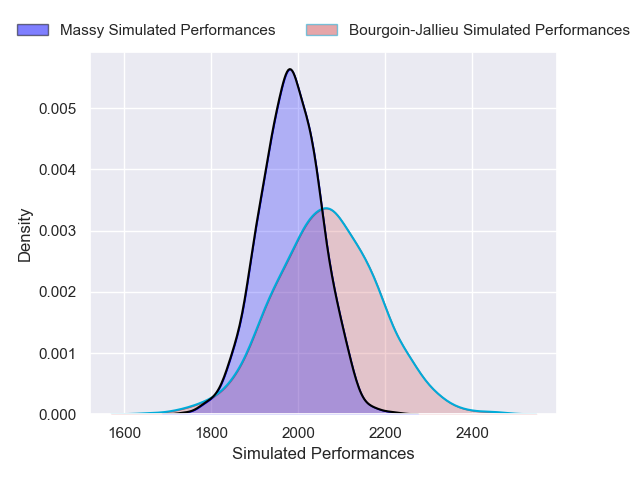 Massy Simulated Performances
Bourgoin-Jallieu Simulated Performances
0.005
0.004
0.003
0.002
0.001
0.000
Density
1600
1800
2000
2200
2400
Simulated Performances